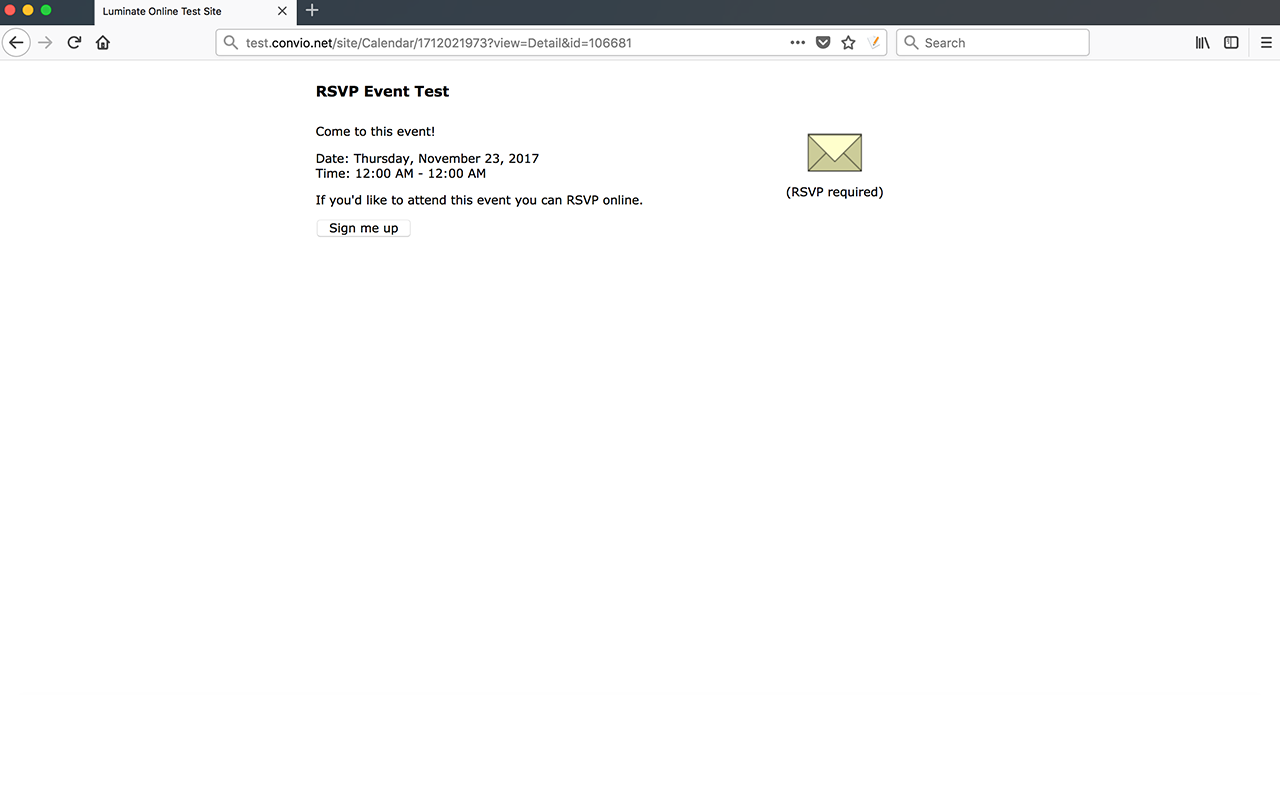 Luminate Online Test Site
test.convio.net/site/Calendar/1712021973?view=Detail&id=106681
Search
RSVP Event Test
Come to this event!
Date: Thursday, November 23, 2017
Time: 12:00 AM - 12:00 AM
(RSVP required)
If you'd like to attend this event you can RSVP online.
Sign me up